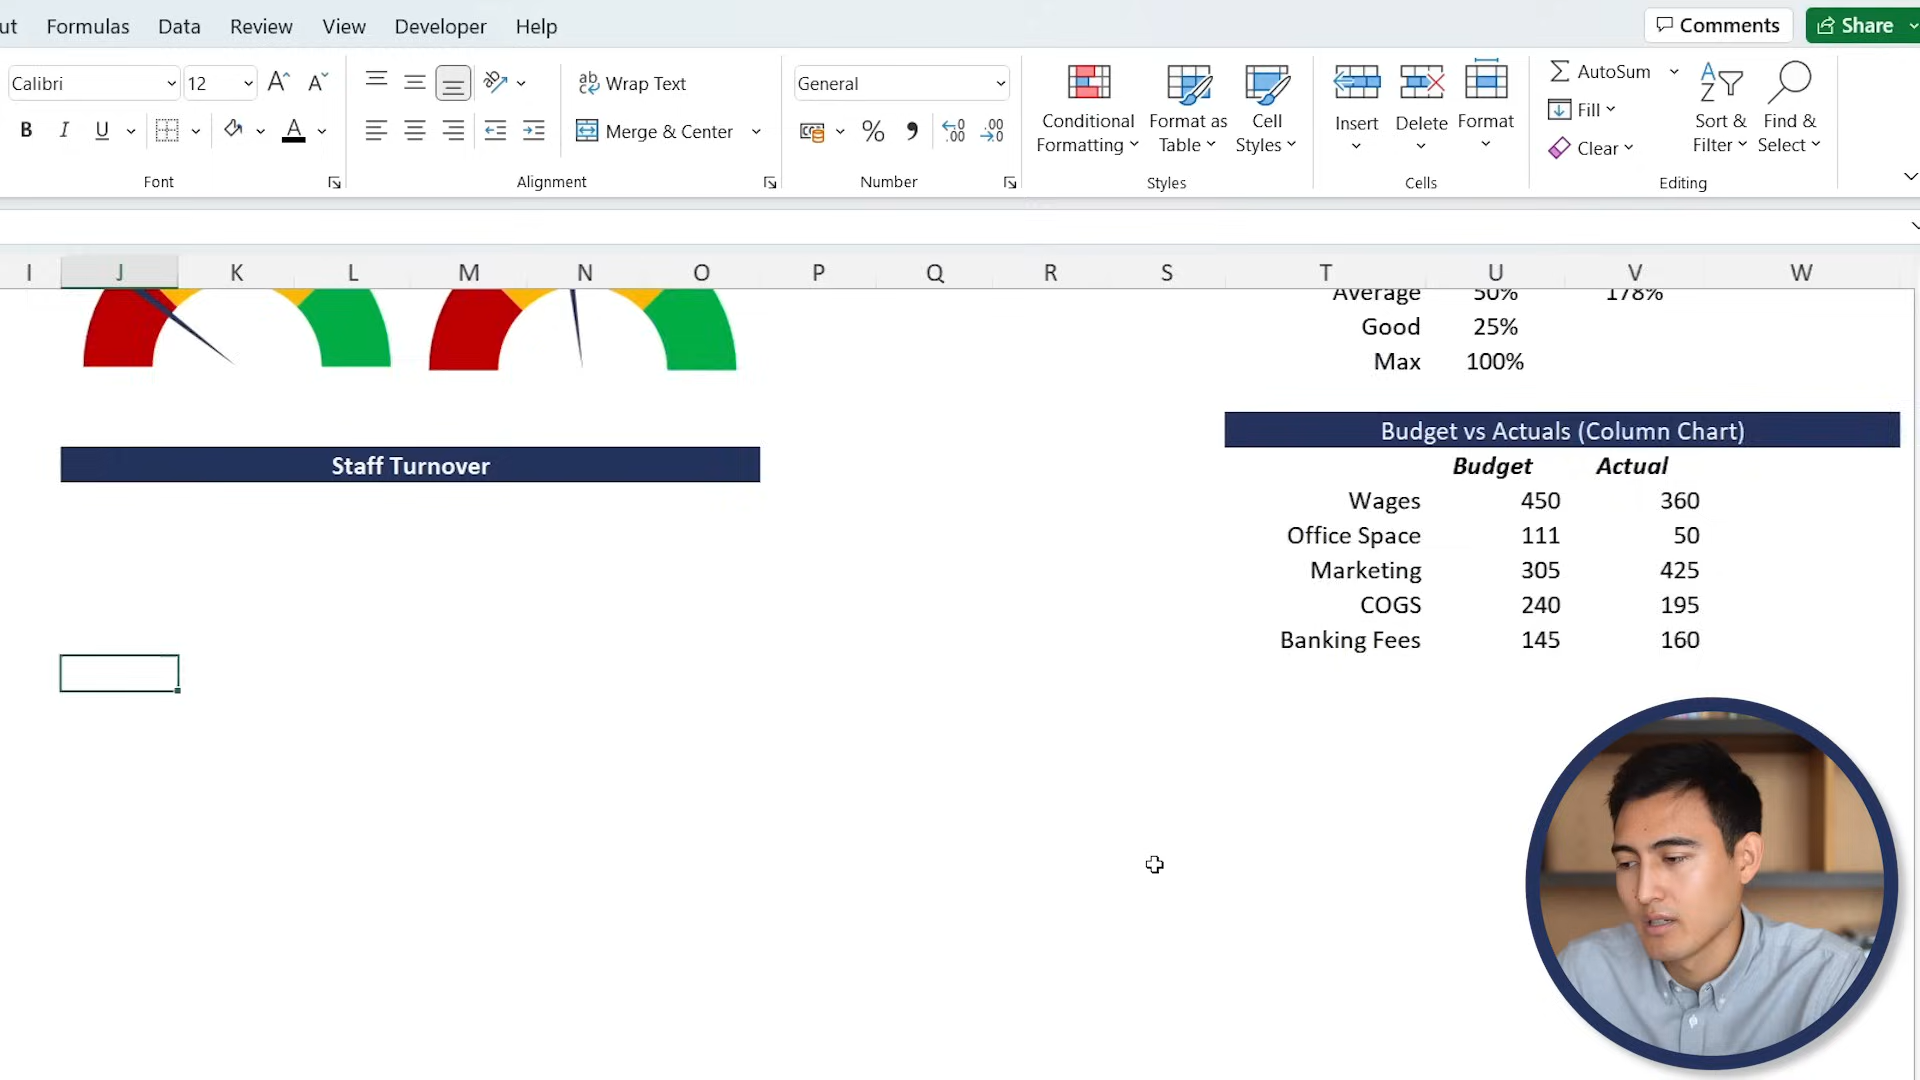 ut Formulas Data Review View Developer Help Comments Share
Calibri 12 Wrap Text General
Merge & Center
Conditional Formatting
Format as Table
Cell Styles
Insert Delete Format
AutoSum
Fill
Clear
Sort & Filter
Find & Select
Font Alignment Number Styles Cells Editing
I J K L M N O P Q R S T U V W
Average 50% 178%
Good 25%
Max 100%
Budget vs Actuals (Column Chart)
Staff Turnover
Budget Actual
Wages 450 360
Office Space 111 50
Marketing 305 425
COGS 240 195
Banking Fees 145 160